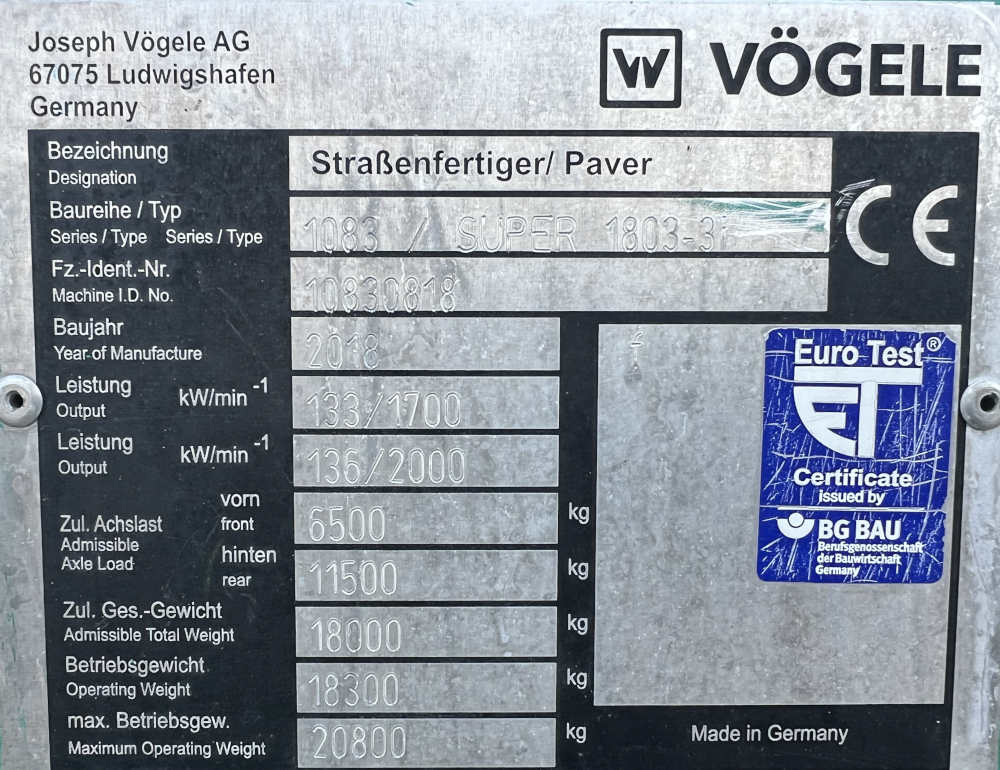 Joseph Vögele AG
67075 Ludwigshafen
Germany
W VÖGELE
Bezeichnung
Designation
Straßenfertiger/ Paver
Baureihe / Typ
Series / Type Series / Type
1083 / SUPER 1803-3i
CE
Fz.-Ident.-Nr.
Machine I.D. No.
10830818
Baujahr
Year of Manufacture
2018
Leistung
Output
kW/min -1
133/1700
Leistung
Output
kW/min -1
136/2000
Zul. Achslast
Admissible
Axle Load
vorn
front
6500 kg
hinten
rear
11500 kg
Zul. Ges.-Gewicht
Admissible Total Weight
18000 kg
Betriebsgewicht
Operating Weight
18300 kg
max. Betriebsgew.
Maximum Operating Weight
20800 kg
Euro Test®
ET
Certificate
issued by
BG BAU
Berufsgenossenschaft
der Bauwirtschaft
Germany
Made in Germany